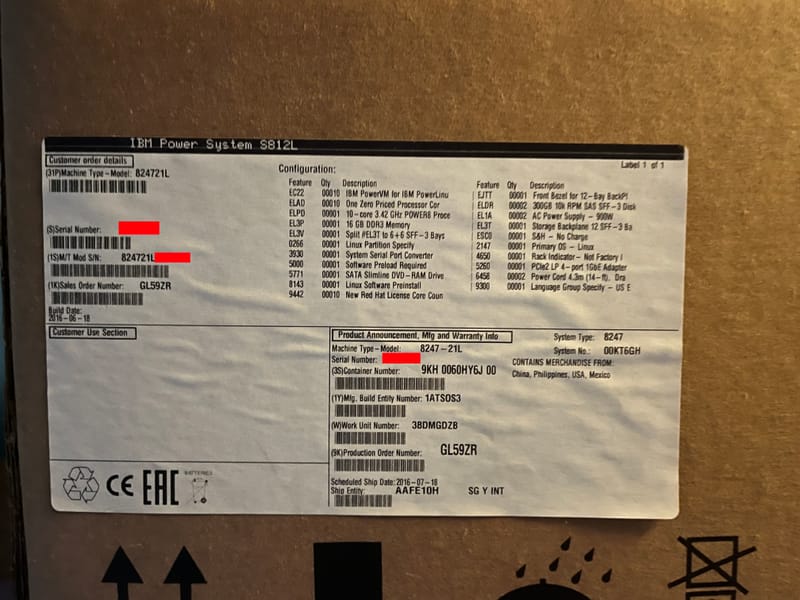 IBM Power System S812L
Customer order details
(31P)Machine Type-Model: 824721L
(S)Serial Number:
(1S)M/T Mod S/N: 824721L
(1K)Sales Order Number: GL59ZR
Build Date:
2016-06-18
Configuration:
Label 1 of 1
Feature Qty Description
EC22 00010 IBM PowerVM for IBM PowerLinu
ELAD 00010 One Zero Priced Processor Cor
ELPD 00001 10-core 3.42 GHz POWER8 Proce
EL3P 00001 16 GB DDR3 Memory
EL3V 00001 Split #EL3T to 6+6 SFF-3 Bays
0266 00001 Linux Partition Specify
3930 00001 System Serial Port Converter
5000 00001 Software Preload Required
5771 00001 SATA Slimline DVD-RAM Drive
8143 00001 Linux Software Preinstall
9442 00010 New Red Hat License Core Coun
Feature Qty Description
EJTT 00001 Front Bezel for 12-Bay BackPl
ELDR 00002 300GB 10k RPM SAS SFF-3 Disk
EL1A 00002 AC Power Supply - 900W
EL3T 00001 Storage Backplane 12 SFF-3 Ba
ESC0 00001 S&H - No Charge
2147 00001 Primary OS - Linux
4650 00001 Rack Indicator- Not Factory I
5260 00001 PCIe2 LP 4-port 1GbE Adapter
6458 00002 Power Cord 4.3m (14-ft), Dra
9300 00001 Language Group Specify - US E
Customer Use Section
BATTERIES
CE EAC
Product Announcement, Mfg and Warranty Info
Machine Type-Model: 8247-21L
Serial Number:
(3S)Container Number: 9KH 0060HY6J 00
(1Y)Mfg. Build Entity Number: 1ATSOS3
(W)Work Unit Number: 38DMGDZB
(9K)Production Order Number: GL59ZR
Scheduled Ship Date: 2016-07-18
Ship Entity: AAFE10H SG Y INT
System Type: 8247
System No.: 00KT6GH
CONTAINS MERCHANDISE FROM:
China, Philippines, USA, Mexico